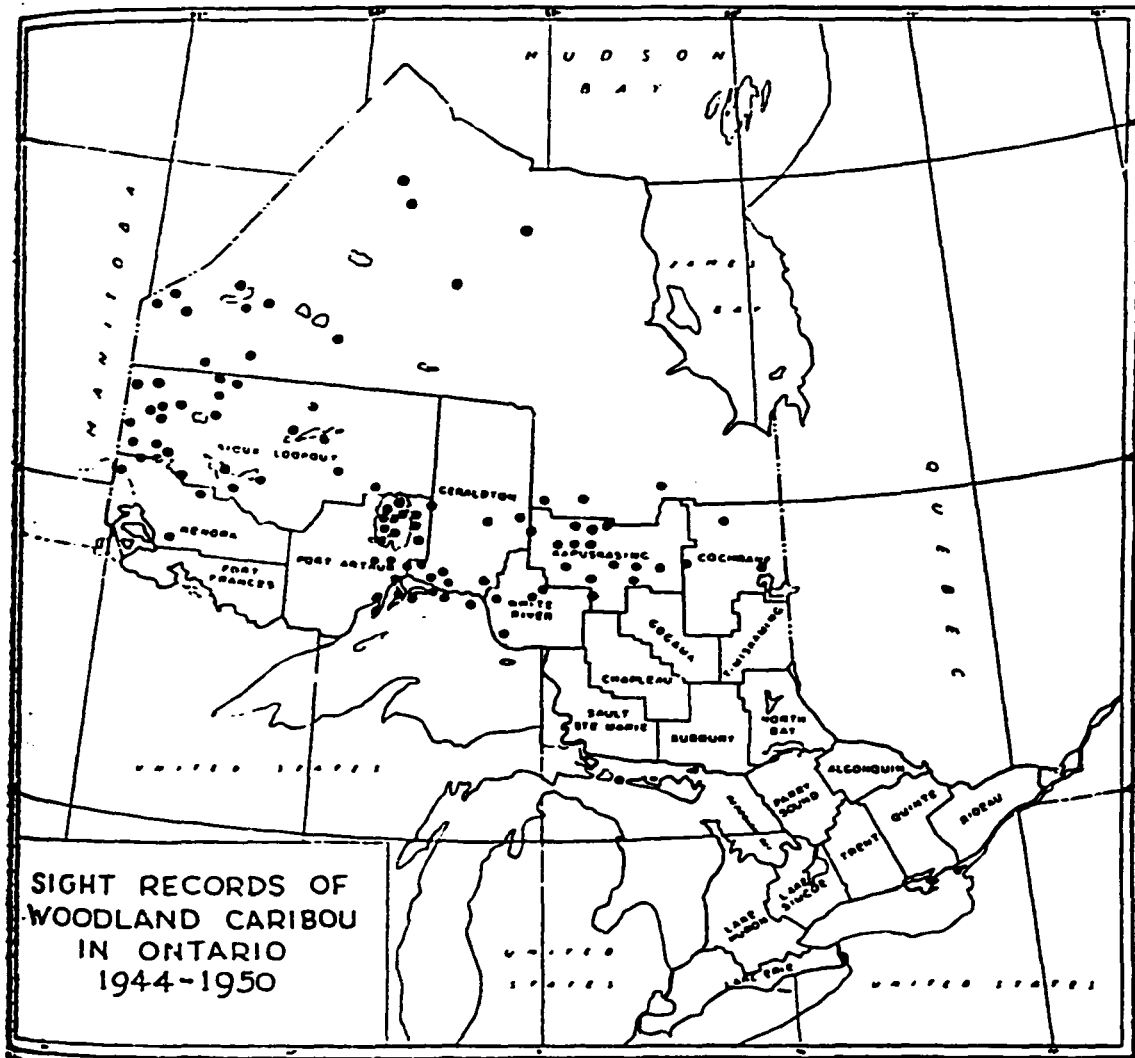 HUDSON
BAY
MANITOBA
JAMES
BAY
QUEBEC
SIOUX LOOKOUT
GERALDTON
KENORA
KAPUSKASING
COCHRANE
PORT ARTHUR
FORT
FRANCES
WHITE
RIVER
GOGAMA
TIMISKAMING
CHAPLEAU
SAULT
STE MARIE
SUDBURY
NORTH
BAY
UNITED STATES
ALGONQUIN
PARRY
SOUND
QUINTE
RIDEAU
TRENT
LAKE
SIMCOE
LAKE
HURON
LAKE ERIE
UNITED
STATES
UNITED STATES
SIGHT RECORDS OF
WOODLAND CARIBOU
IN ONTARIO
1944-1950